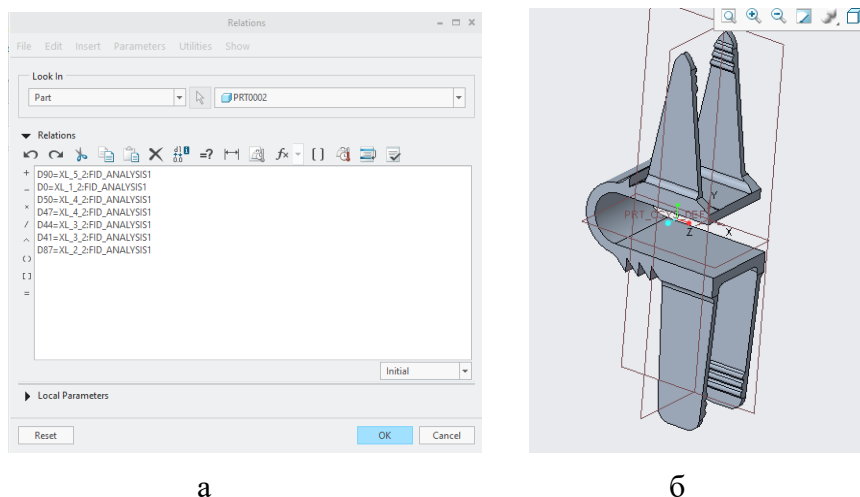 Relations
File Edit Insert Parameters Utilities Show
Look In
Part PRT0002
Relations
D90=XL_5_2:FID_ANALYSIS1
D0=XL_1_2:FID_ANALYSIS1
D50=XL_4_2:FID_ANALYSIS1
D47=XL_4_2:FID_ANALYSIS1
D44=XL_3_2:FID_ANALYSIS1
D41=XL_3_2:FID_ANALYSIS1
D87=XL_2_2:FID_ANALYSIS1
Initial
Local Parameters
Reset OK Cancel
Y
X
Z
а б